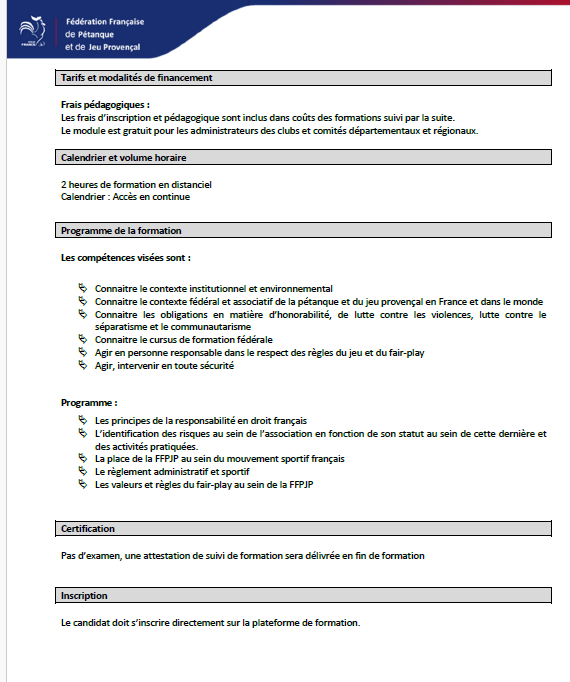 Fédération Française
de Pétanque
et de Jeu Provençal
Tarifs et modalités de financement
Frais pédagogiques :
Les frais d'inscription et pédagogique sont inclus dans coûts des formations suivi par la suite.
Le module est gratuit pour les administrateurs des clubs et comités départementaux et régionaux.
Calendrier et volume horaire
2 heures de formation en distanciel
Calendrier : Accès en continue
Programme de la formation
Les compétences visées sont :
Connaitre le contexte institutionnel et environnemental
Connaitre le contexte fédéral et associatif de la pétanque et du jeu provençal en France et dans le monde
Connaitre les obligations en matière d'honorabilité, de lutte contre les violences, lutte contre le
séparatisme et le communautarisme
Connaitre le cursus de formation fédérale
Agir en personne responsable dans le respect des règles du jeu et du fair-play
Agir, intervenir en toute sécurité
Programme :
Les principes de la responsabilité en droit français
L'identification des risques au sein de l'association en fonction de son statut au sein de cette dernière et
des activités pratiquées.
La place de la FFPJP au sein du mouvement sportif français
Le règlement administratif et sportif
Les valeurs et règles du fair-play au sein de la FFPJP
Certification
Pas d'examen, une attestation de suivi de formation sera délivrée en fin de formation
Inscription
Le candidat doit s'inscrire directement sur la plateforme de formation.